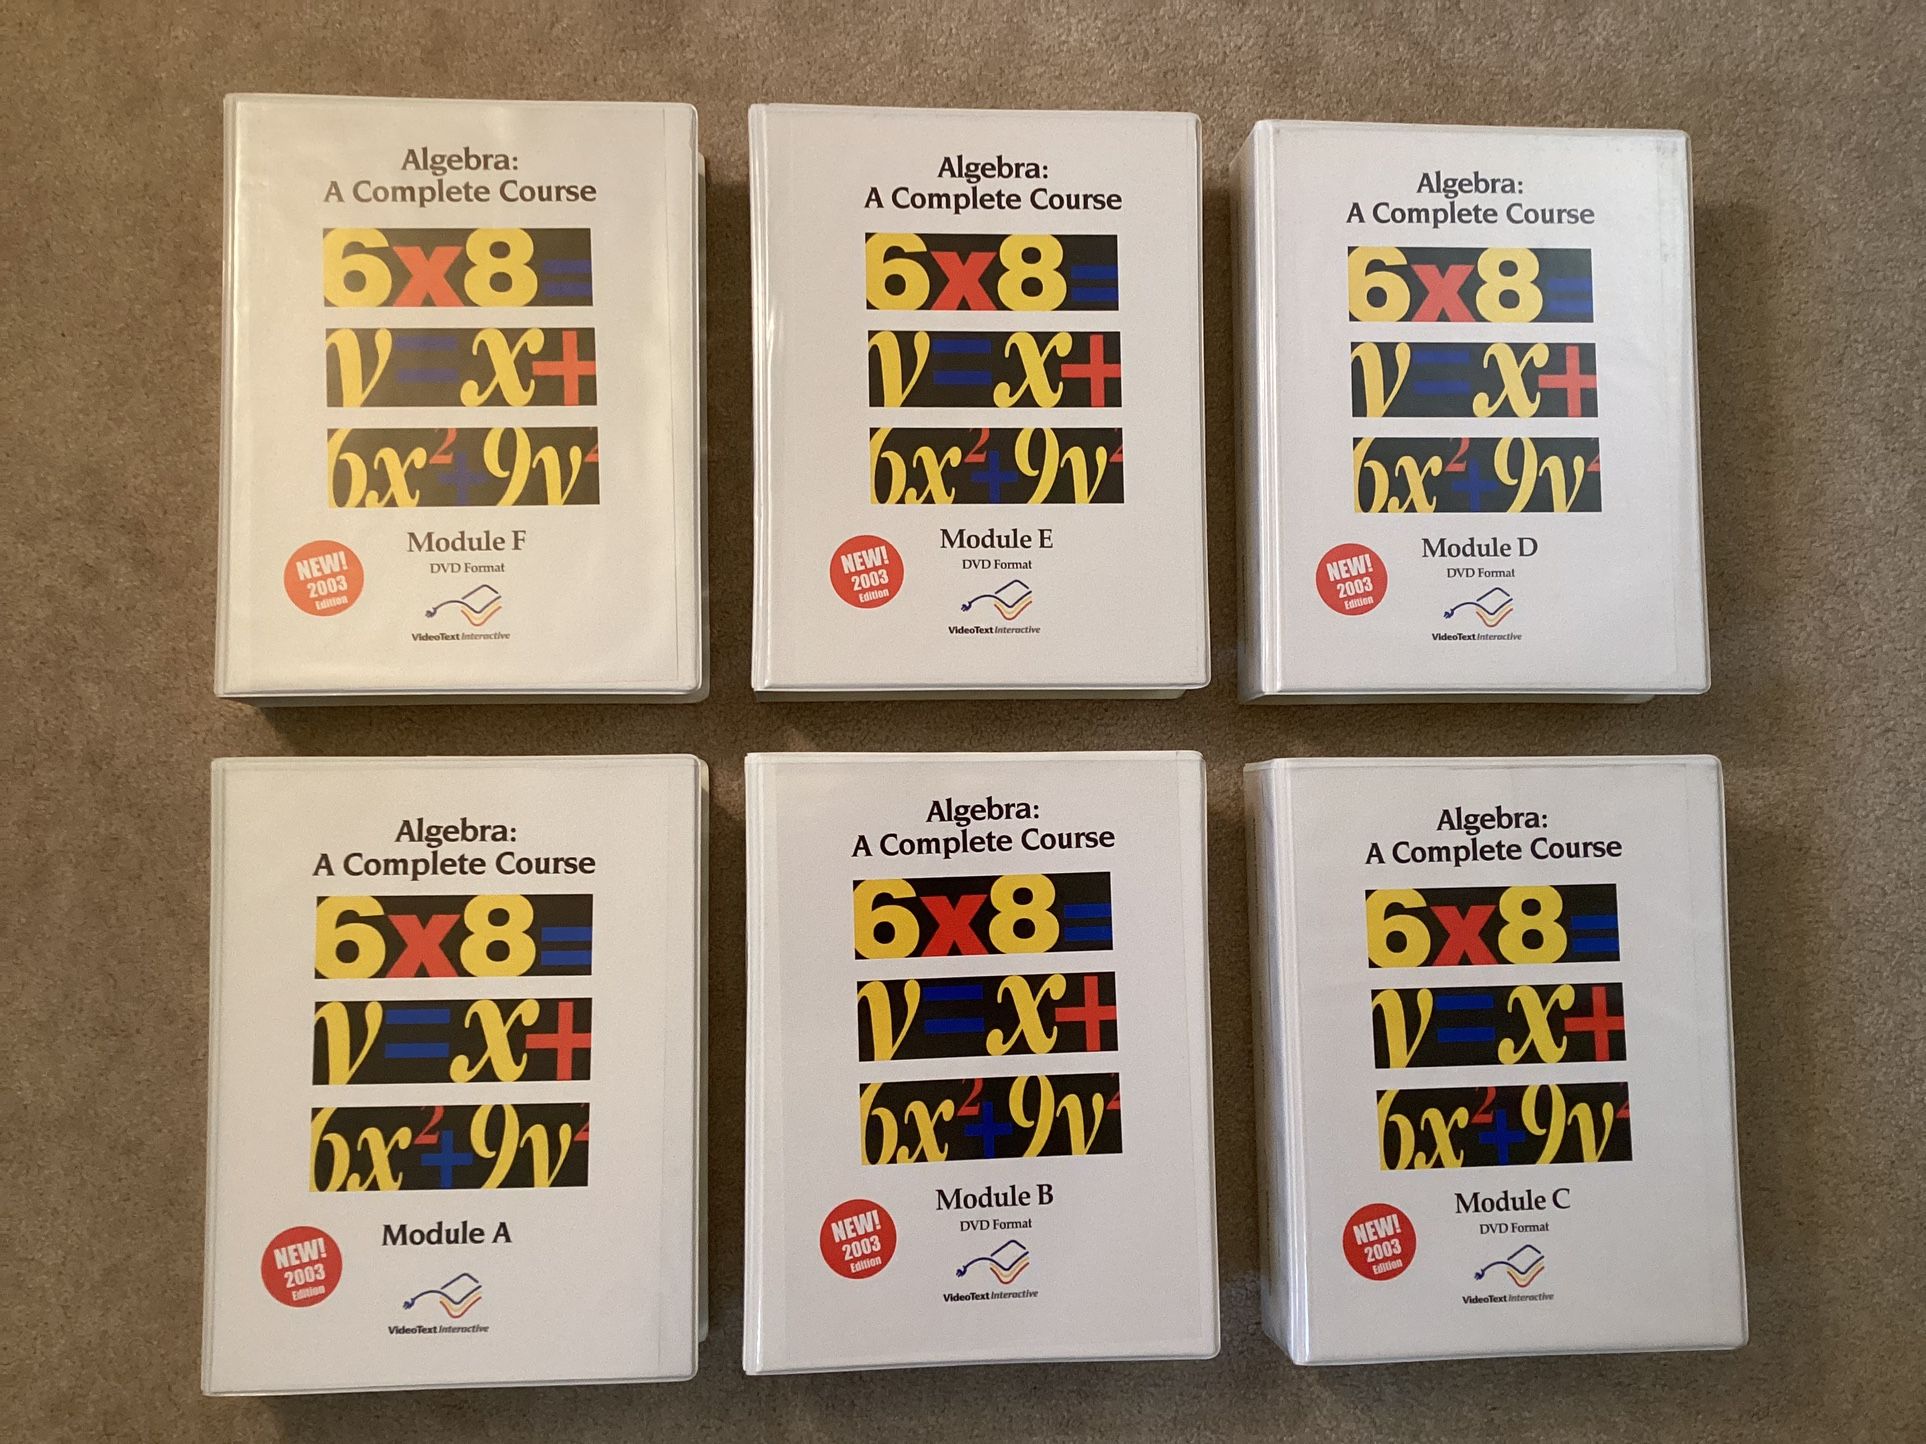 Algebra:
A Complete Course
6x8=
y=x+
6x²+9y²
Module F
DVD Format
NEW!
2003
Edition
VideoText Interactive
Algebra:
A Complete Course
6x8=
y=x+
6x²+9y²
Module E
DVD Format
NEW!
2003
Edition
VideoText Interactive
Algebra:
A Complete Course
6x8=
y=x+
6x²+9y²
Module D
DVD Format
NEW!
2003
Edition
VideoText Interactive
Algebra:
A Complete Course
6x8=
y=x+
6x²+9y²
Module A
NEW!
2003
Edition
VideoText Interactive
Algebra:
A Complete Course
6x8=
y=x+
6x²+9y²
Module B
DVD Format
NEW!
2003
Edition
VideoText Interactive
Algebra:
A Complete Course
6x8=
y=x+
6x²+9y²
Module C
DVD Format
NEW!
2003
Edition
VideoText Interactive